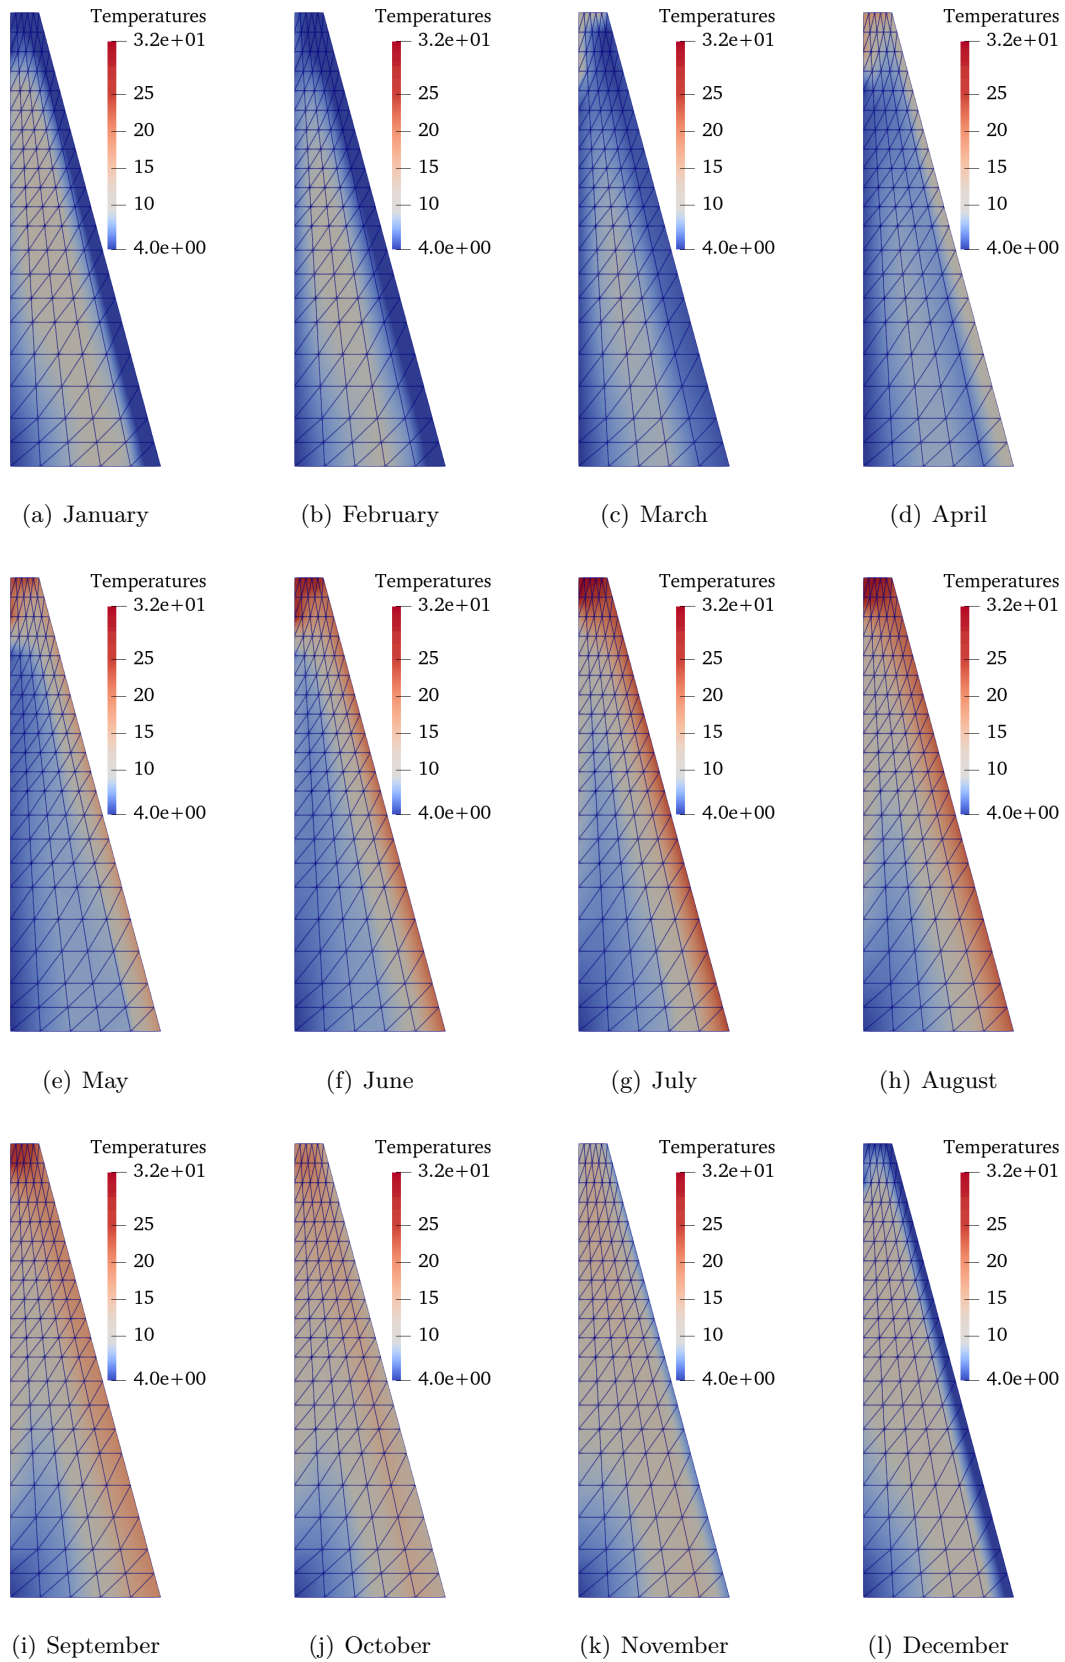 Temperatures Temperatures Temperatures Temperatures
3.2e+01 3.2e+01 3.2e+01 3.2e+01
25 25 25 25
20 20 20 20
15 15 15 15
10 10 10 10
4.0e+00 4.0e+00 4.0e+00 4.0e+00
(a) January (b) February (c) March (d) April
Temperatures Temperatures Temperatures Temperatures
3.2e+01 3.2e+01 3.2e+01 3.2e+01
25 25 25 25
20 20 20 20
15 15 15 15
10 10 10 10
4.0e+00 4.0e+00 4.0e+00 4.0e+00
(e) May (f) June (g) July (h) August
Temperatures Temperatures Temperatures Temperatures
3.2e+01 3.2e+01 3.2e+01 3.2e+01
25 25 25 25
20 20 20 20
15 15 15 15
10 10 10 10
4.0e+00 4.0e+00 4.0e+00 4.0e+00
(i) September (j) October (k) November (l) December